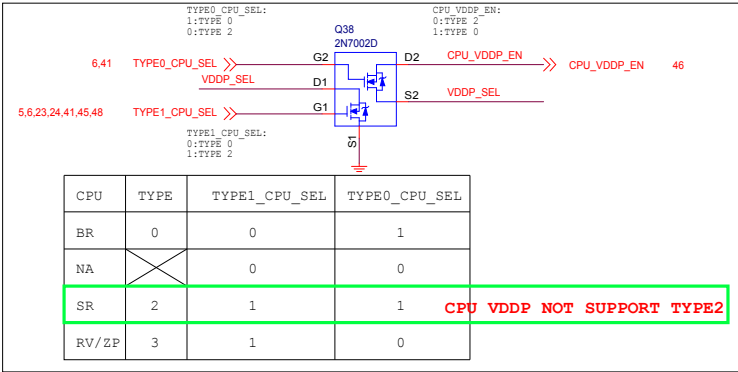 TYPE0_CPU_SEL:
1:TYPE 0
0:TYPE 2
CPU_VDDP_EN:
0:TYPE 2
1:TYPE 0
Q38
2N7002D
6,41 TYPE0_CPU_SEL G2 D2 CPU_VDDP_EN CPU_VDDP_EN 46
VDDP_SEL D1 S2 VDDP_SEL
5,6,23,24,41,45,48 TYPE1_CPU_SEL G1
S1
TYPE1_CPU_SEL:
0:TYPE 0
1:TYPE 2
CPU TYPE TYPE1_CPU_SEL TYPE0_CPU_SEL
BR 0 0 1
NA 0 0
SR 2 1 1 CPU VDDP NOT SUPPORT TYPE2
RV/ZP 3 1 0